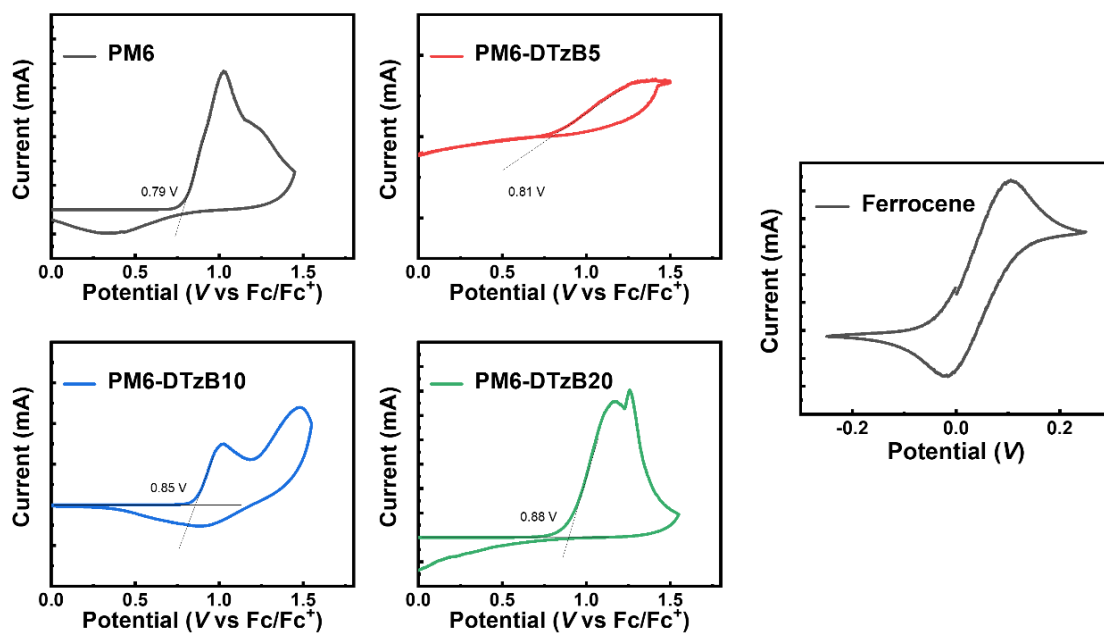 PM6
Current (mA)
0.79 V
0.0 0.5 1.0 1.5
Potential (V vs Fc/Fc⁺)
PM6-DTzB5
Current (mA)
0.81 V
0.0 0.5 1.0 1.5
Potential (V vs Fc/Fc⁺)
PM6-DTzB10
Current (mA)
0.85 V
0.0 0.5 1.0 1.5
Potential (V vs Fc/Fc⁺)
PM6-DTzB20
Current (mA)
0.88 V
0.0 0.5 1.0 1.5
Potential (V vs Fc/Fc⁺)
Ferrocene
Current (mA)
-0.2 0.0 0.2
Potential (V)